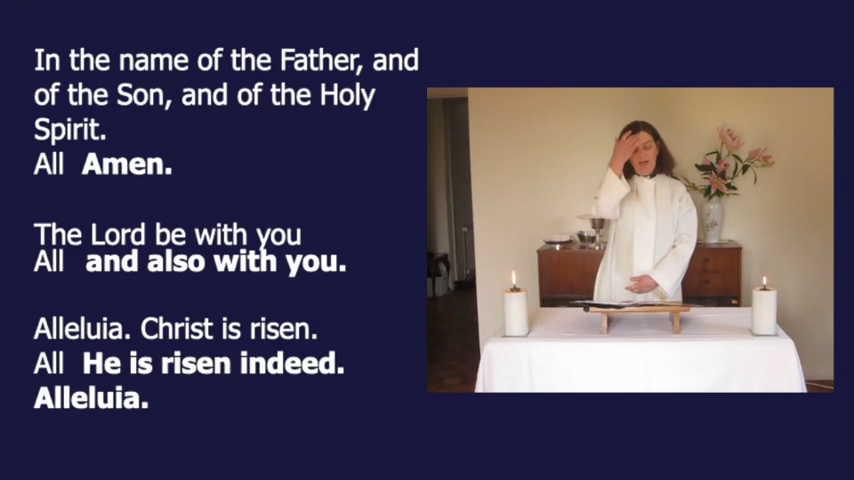 In the name of the Father, and
of the Son, and of the Holy
Spirit.
All Amen.
The Lord be with you
All and also with you.
Alleluia. Christ is risen.
All He is risen indeed.
Alleluia.